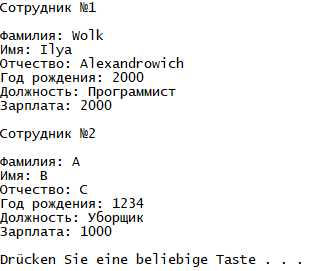 Сотрудник №1
Фамилия: Wolk
Имя: Ilya
Отчество: Alexandrowich
Год рождения: 2000
Должность: Программист
Зарплата: 2000
Сотрудник №2
Фамилия: A
Имя: B
Отчество: C
Год рождения: 1234
Должность: Уборщик
Зарплата: 1000
Drücken Sie eine beliebige Taste . . .